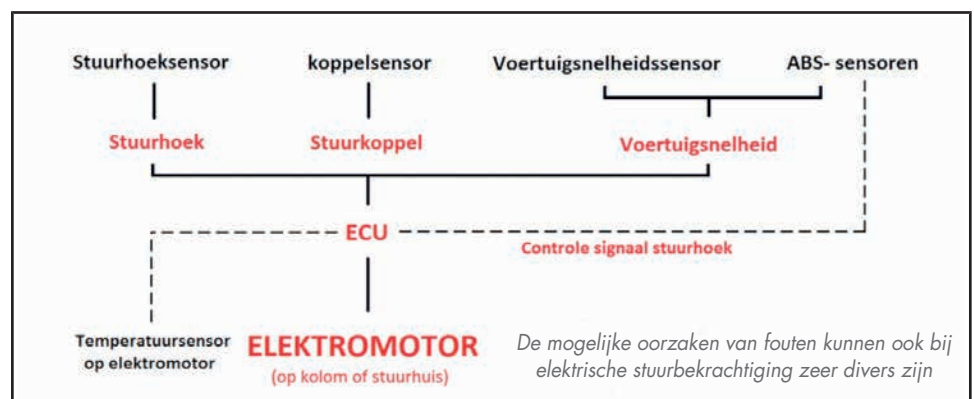 Stuurhoeksensor koppelsensor Voertuigsnelheidssensor ABS- sensoren
Stuurhoek Stuurkoppel Voertuigsnelheid
ECU
Controle signaal stuurhoek
Temperatuursensor
op elektromotor
ELEKTROMOTOR
(op kolom of stuurhuis)
De mogelijke oorzaken van fouten kunnen ook bij
elektrische stuurbekrachtiging zeer divers zijn